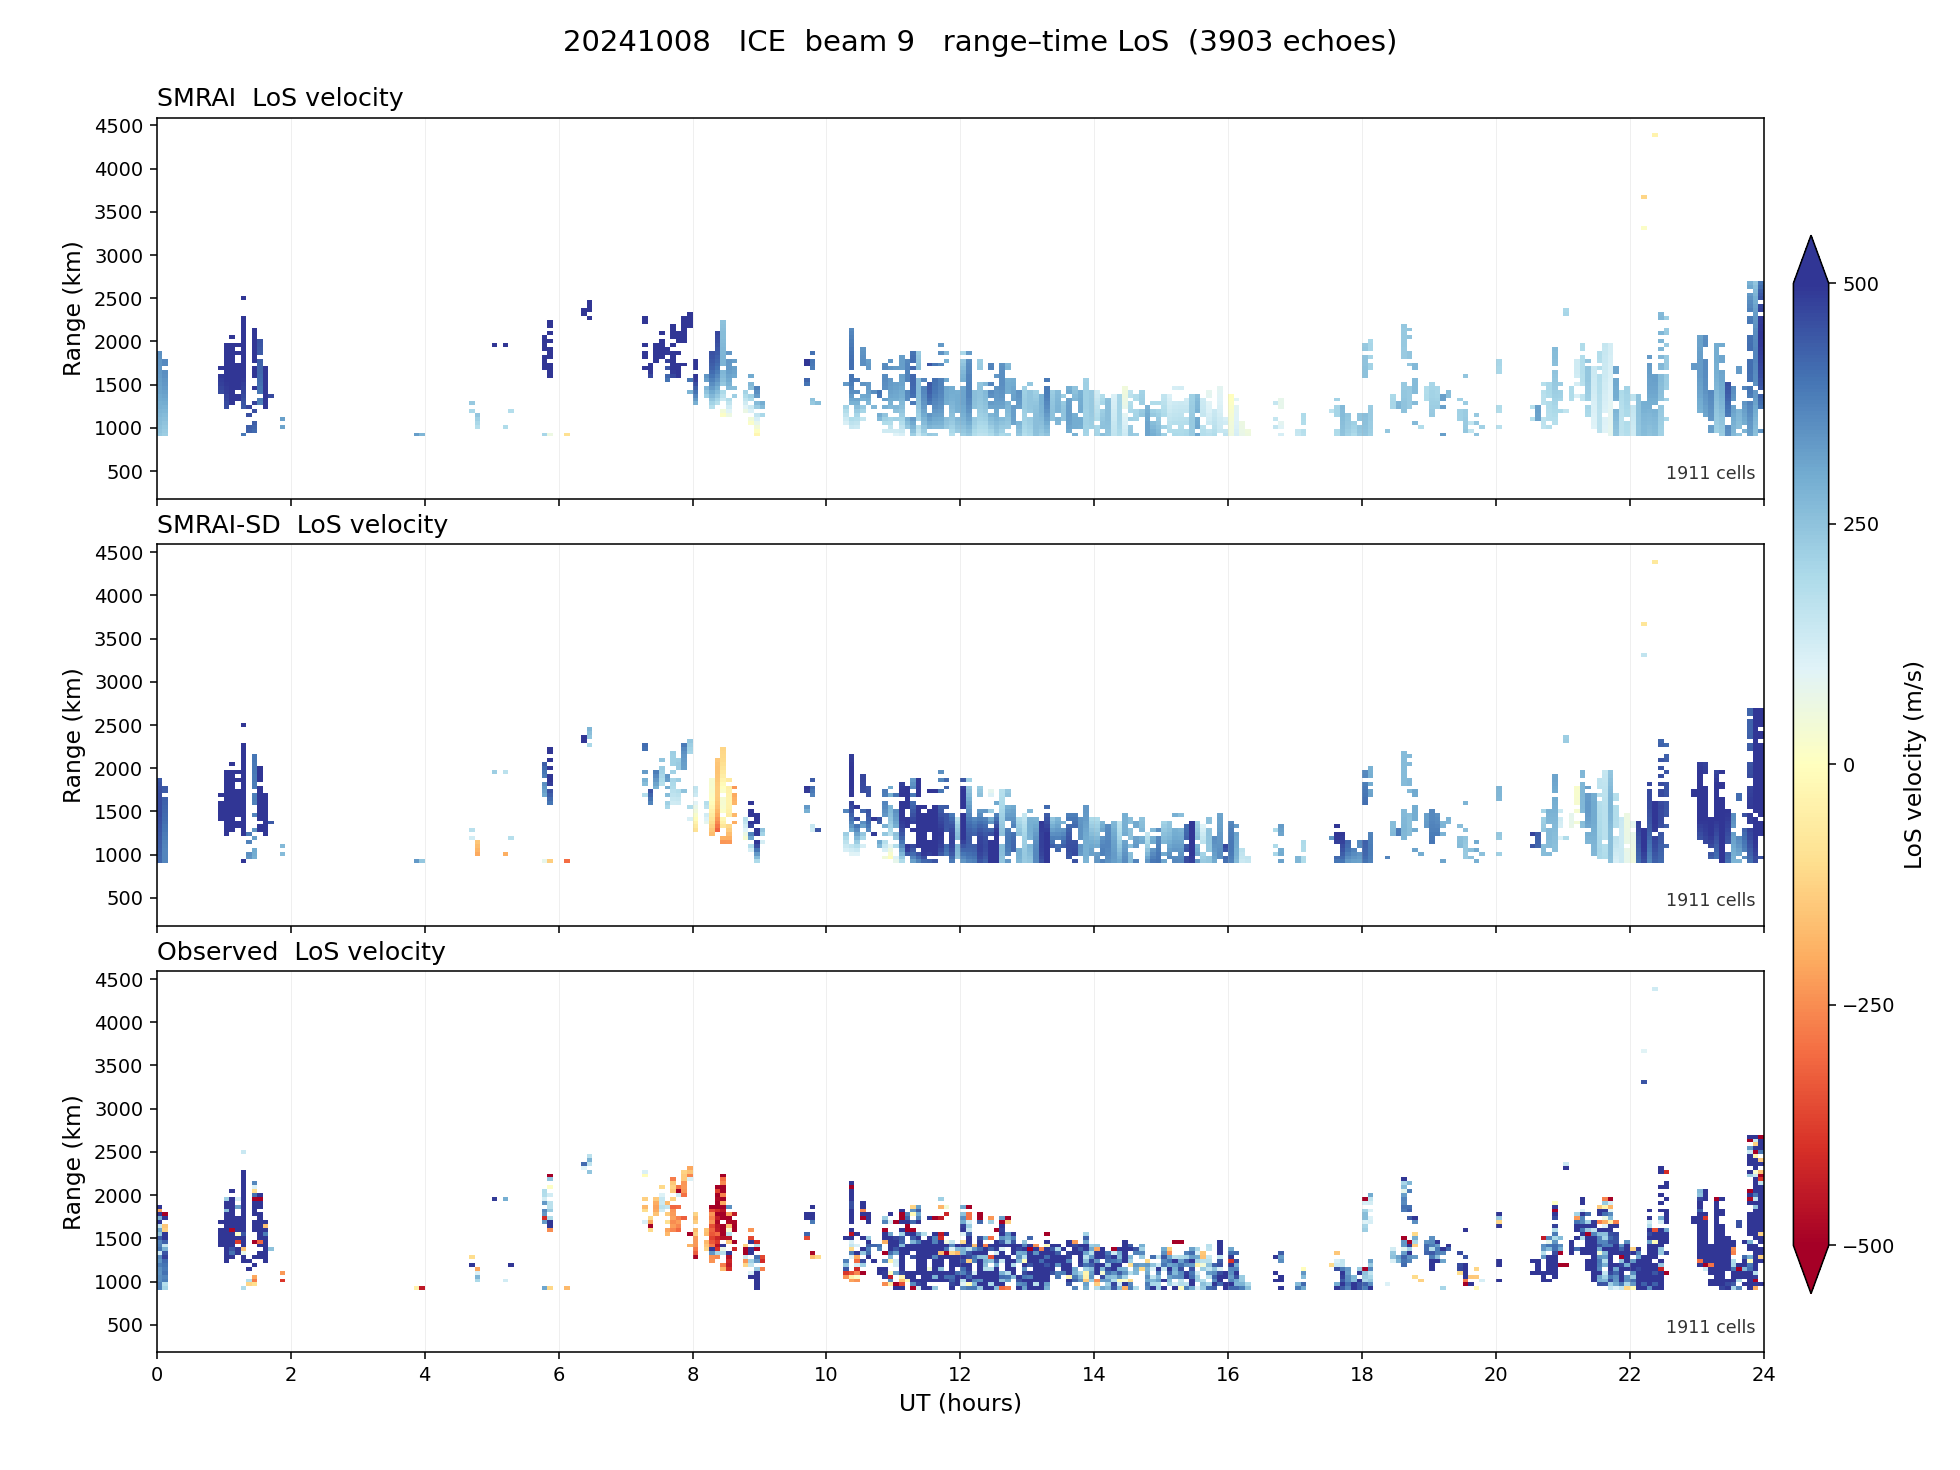 20241008   ICE  beam 9   range–time LoS  (3903 echoes)
SMRAI  LoS velocity
4500
4000
3500
3000
2500
2000
1500
1000
500
Range (km)
1911 cells
SMRAI-SD  LoS velocity
4500
4000
3500
3000
2500
2000
1500
1000
500
Range (km)
1911 cells
Observed  LoS velocity
4500
4000
3500
3000
2500
2000
1500
1000
500
Range (km)
1911 cells
0 2 4 6 8 10 12 14 16 18 20 22 24
UT (hours)
500
250
0
−250
−500
LoS velocity (m/s)